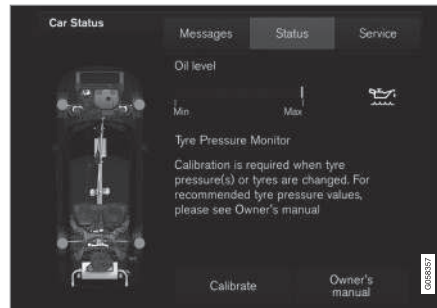 Car Status
Messages
Status
Service
Oil level
Min
Max
Tyre Pressure Monitor
Calibration is required when tyre
pressure(s) or tyres are changed. For
recommended tyre pressure values,
please see Owner's manual
Calibrate
Owner's
manual
G058357